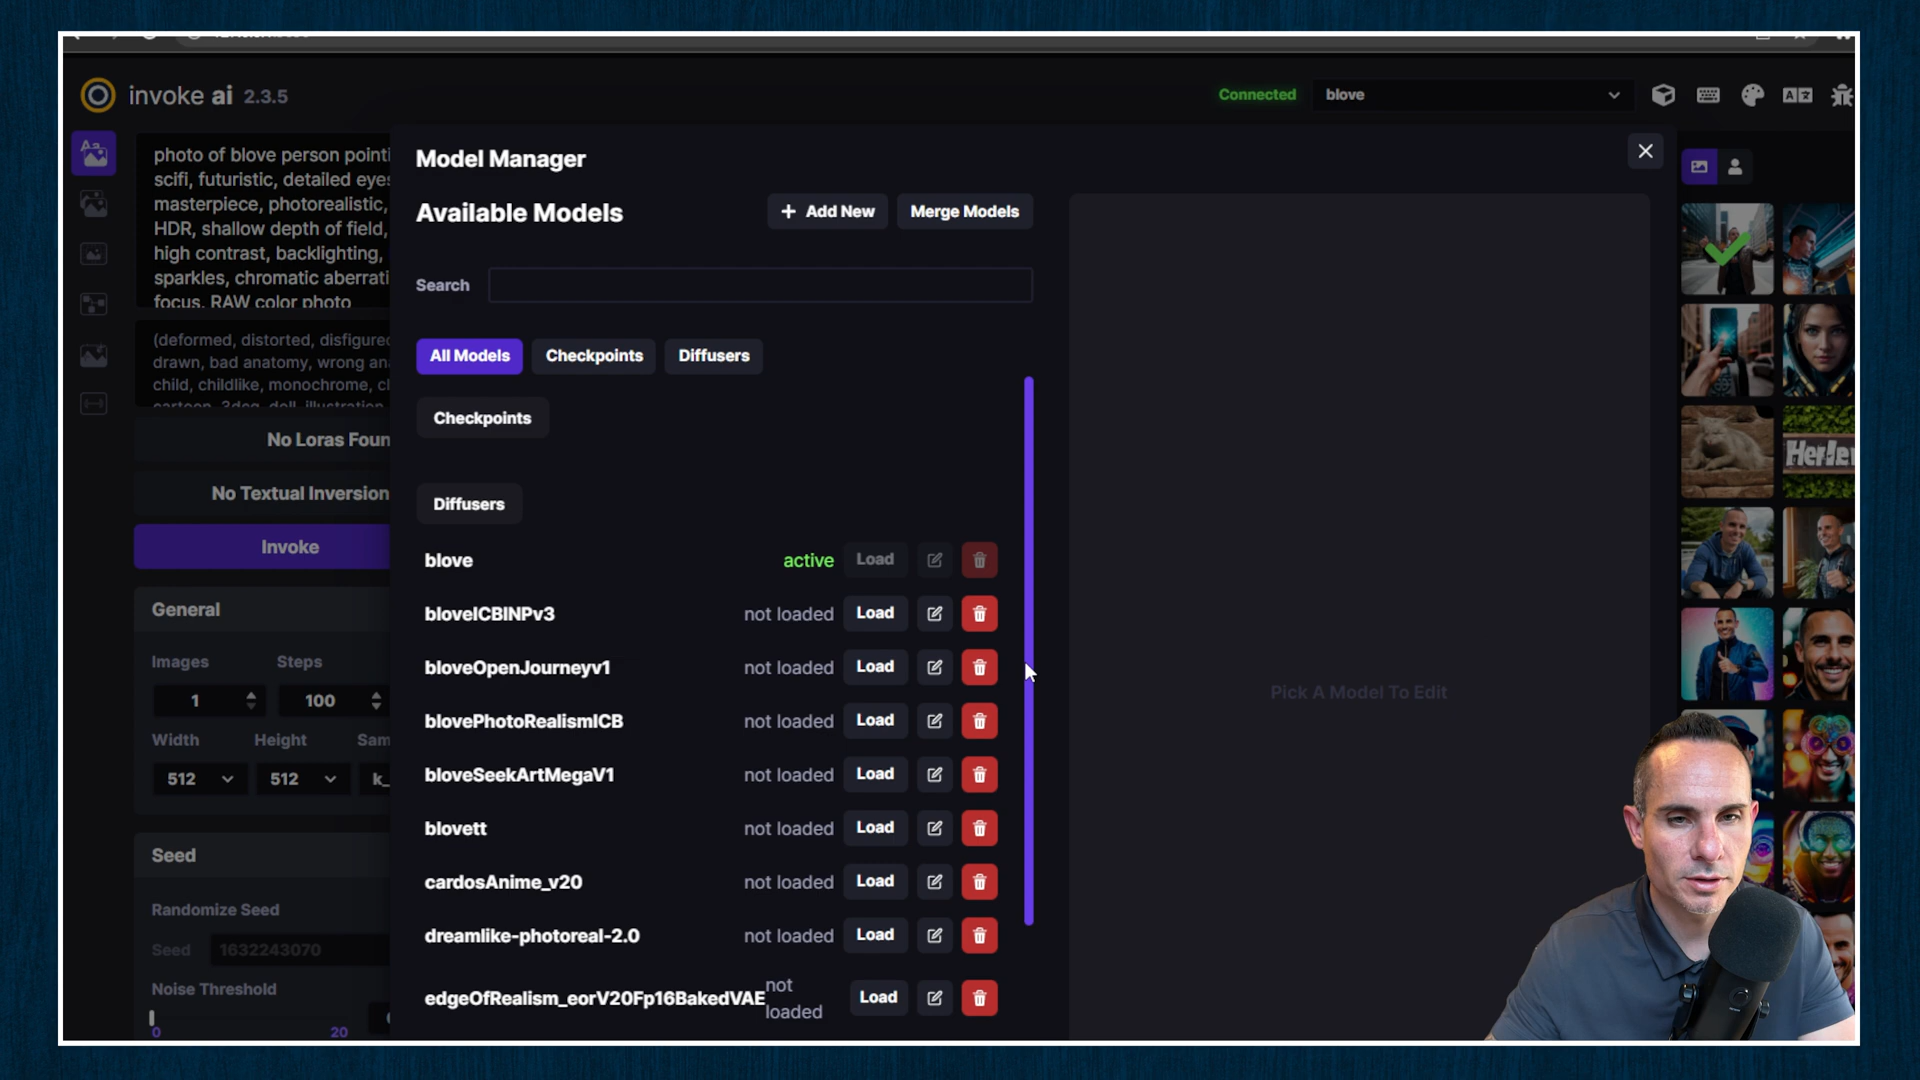 invoke ai 2.3.5
Connected
blove
photo of blove person pointi
scifi, futuristic, detailed eyes
masterpiece, photorealistic,
HDR, shallow depth of field,
high contrast, backlighting,
sparkles, chromatic aberrati
focus, RAW color photo
(deformed, distorted, disfigured
drawn, bad anatomy, wrong an
child, childlike, monochrome, cl
No Loras Foun
No Textual Inversion
Invoke
General
Images
Steps
1
100
Width
Height
Sam
512
512
k_
Seed
Randomize Seed
Seed
1632243070
Noise Threshold
0
20
Model Manager
Available Models
+ Add New
Merge Models
Search
All Models
Checkpoints
Diffusers
Checkpoints
Diffusers
blove active Load
bloveICBINPv3 not loaded Load
bloveOpenJourneyv1 not loaded Load
blovePhotoRealismICB not loaded Load
bloveSeekArtMegaV1 not loaded Load
blovett not loaded Load
cardosAnime_v20 not loaded Load
dreamlike-photoreal-2.0 not loaded Load
edgeOfRealism_eorV20Fp16BakedVAE not loaded Load
Pick A Model To Edit